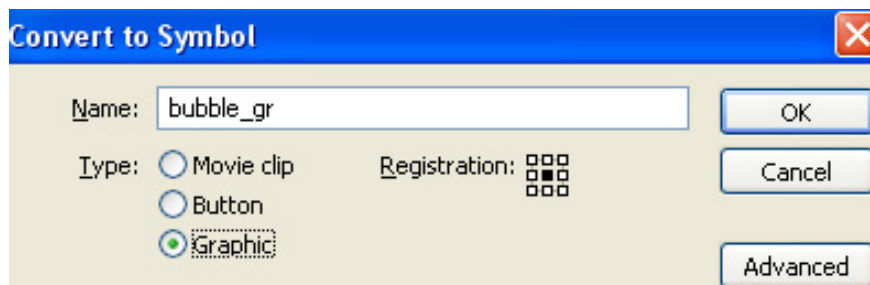 Convert to Symbol
Name: bubble_gr OK
Type: Movie clip Registration: Cancel
Button
Graphic
Advanced